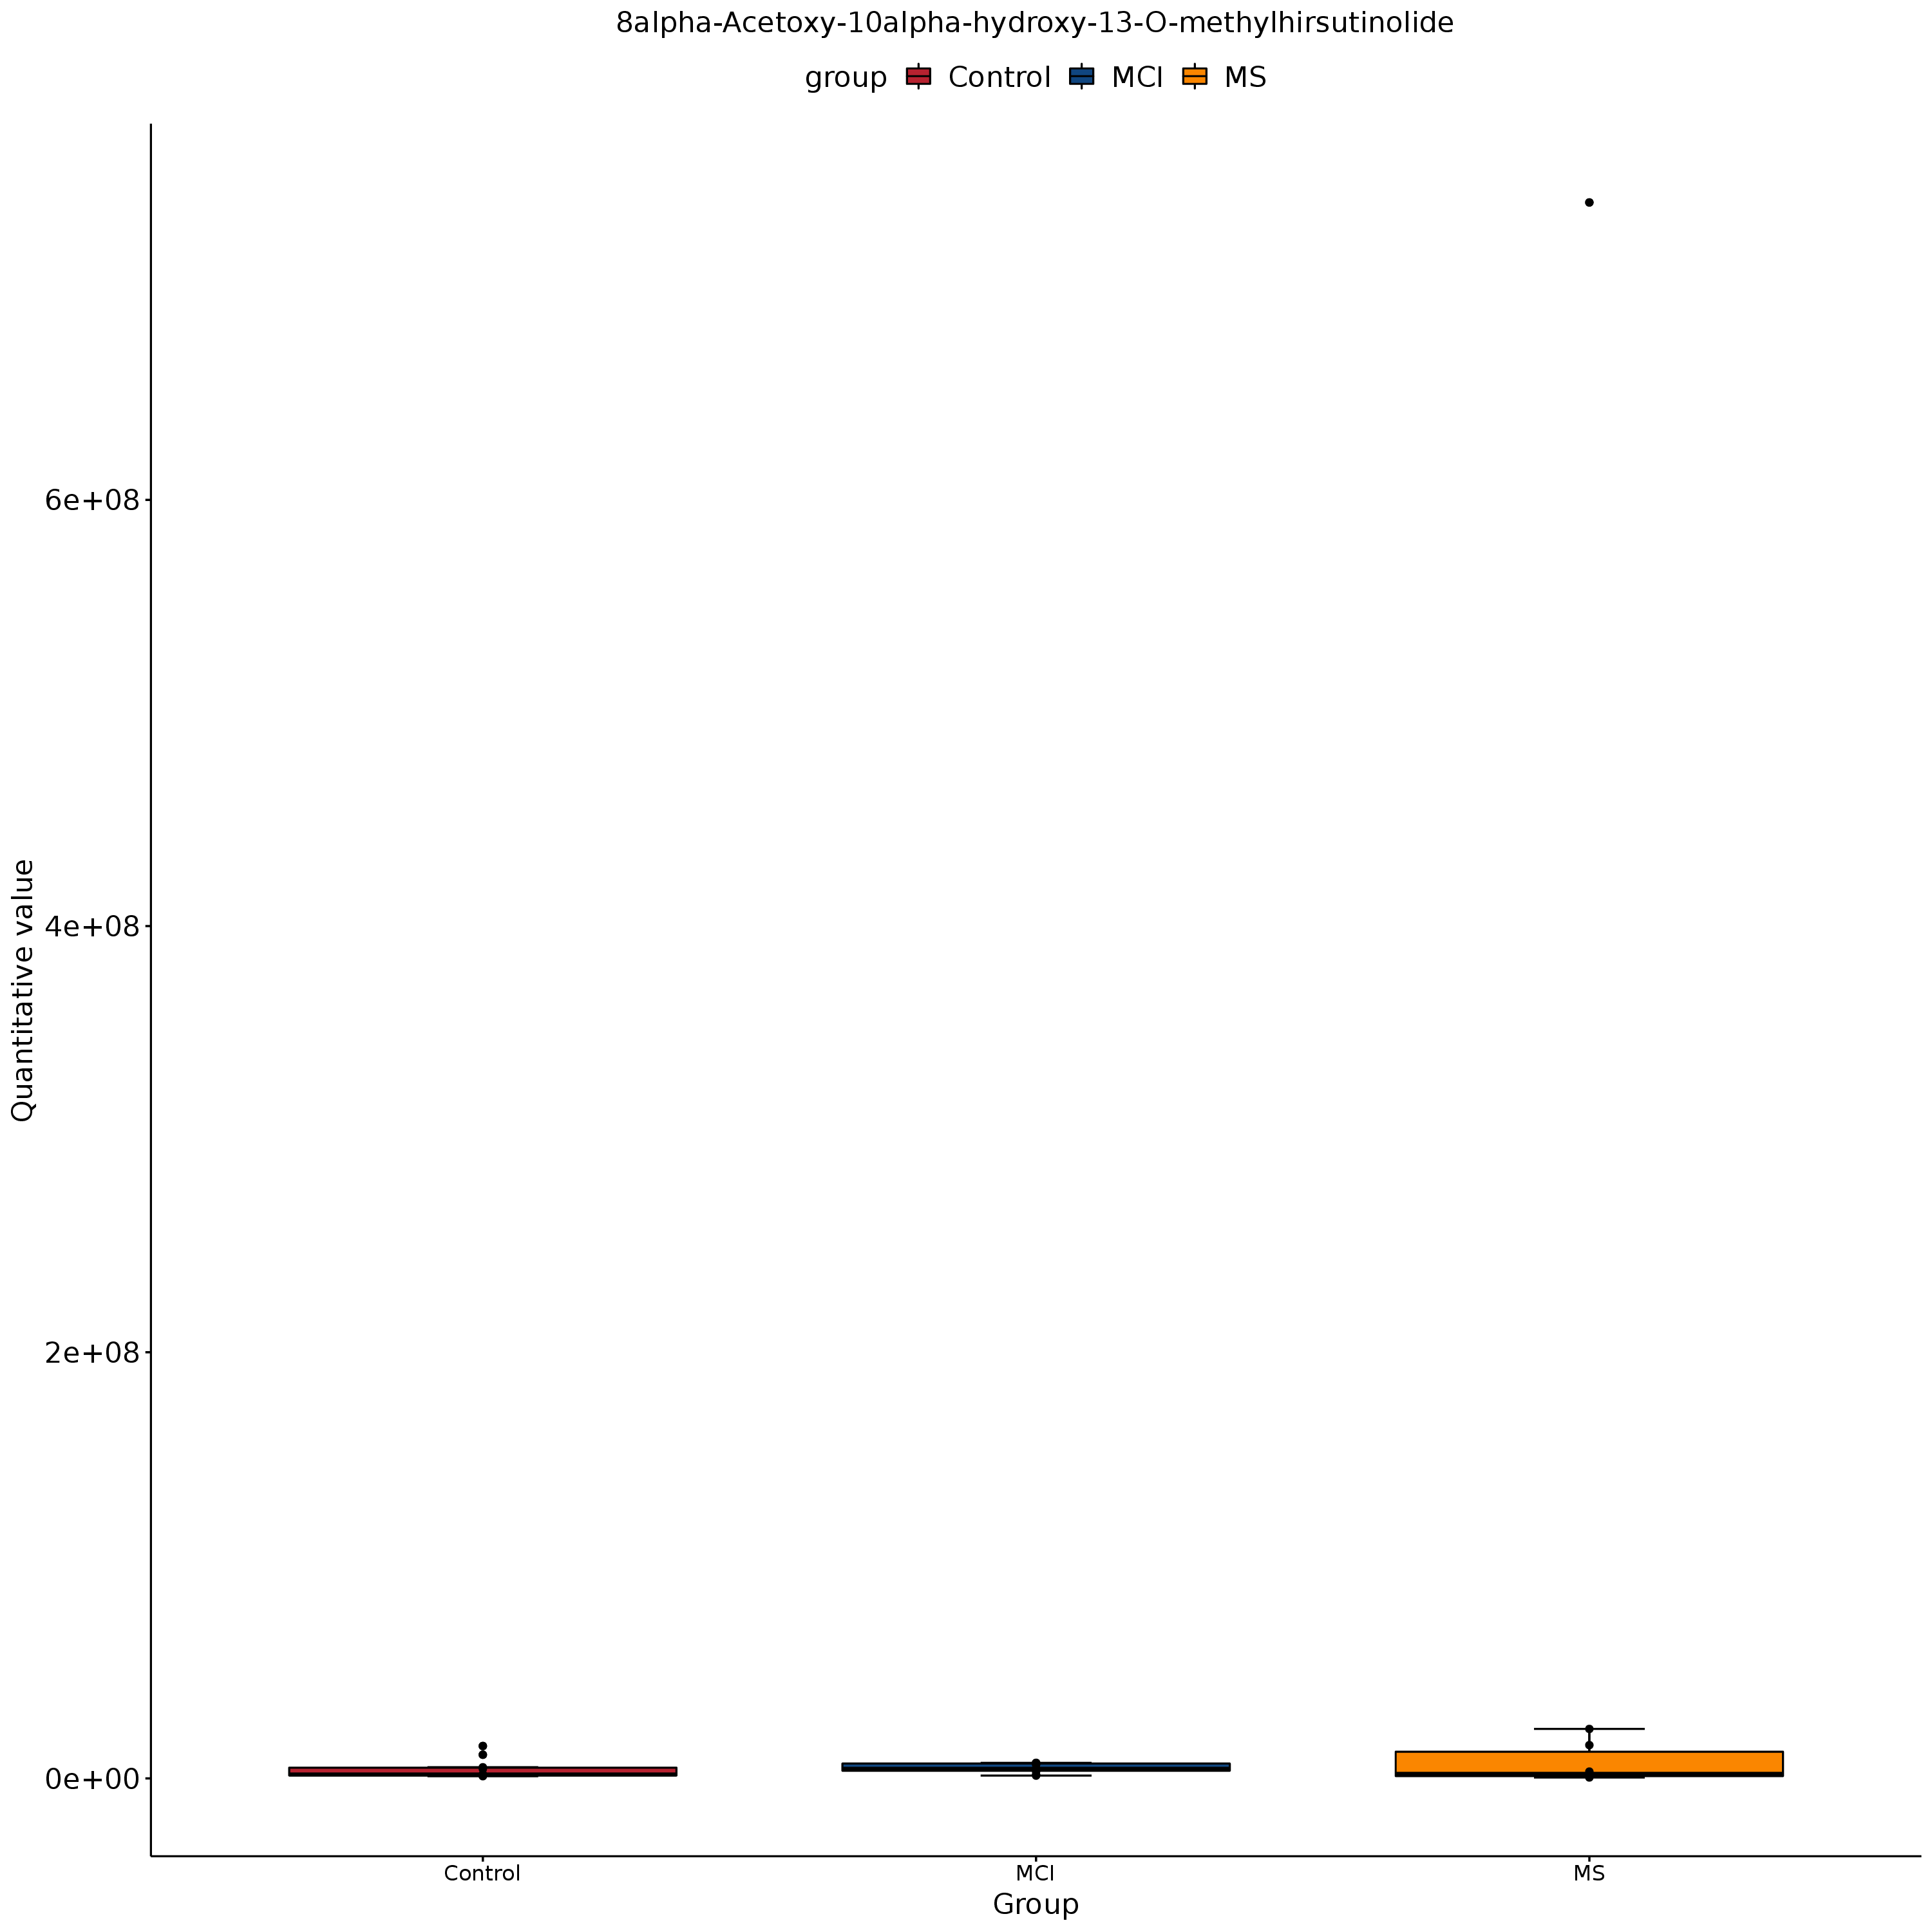 8alpha-Acetoxy-10alpha-hydroxy-13-O-methylhirsutinolide
group Control MCI MS
Quantitative value
6e+08
4e+08
2e+08
0e+00
Control MCI MS
Group